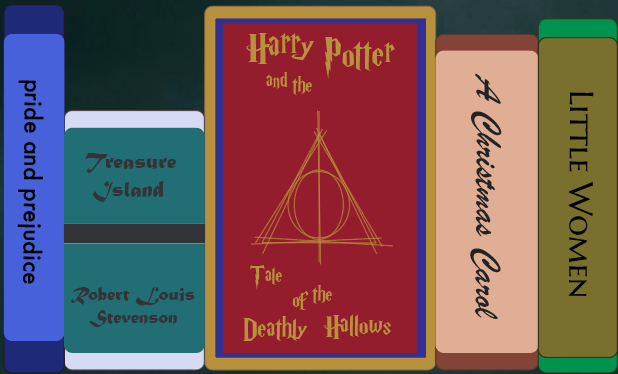 pride and prejudice
Treasure
Island
Robert Louis
Stevenson
Harry Potter
and the
Tale
of the
Deathly Hallows
A Christmas Carol
LITTLE WOMEN